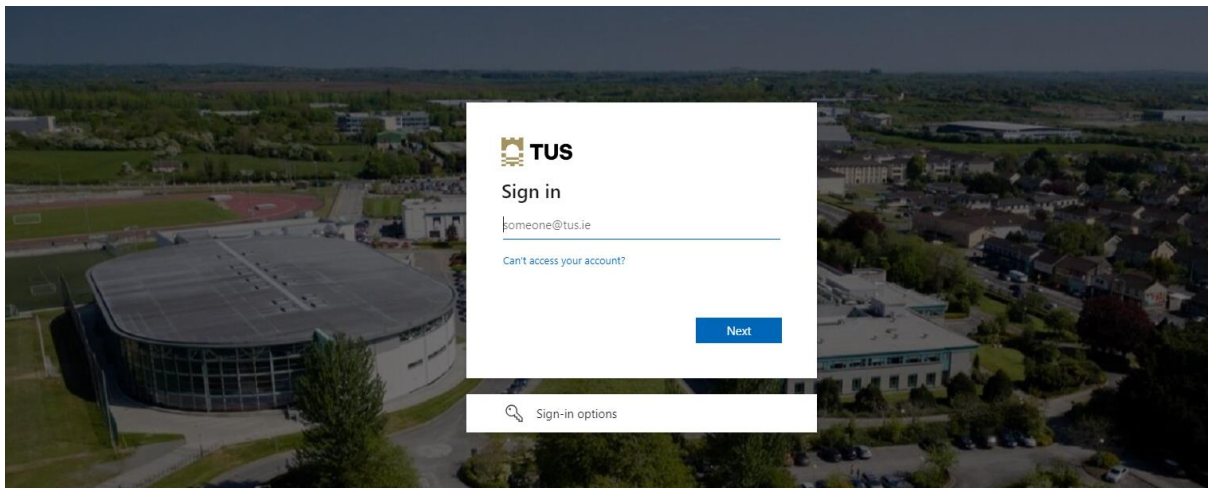 TUS
Sign in
someone@tus.ie
Can't access your account?
Next
Sign-in options